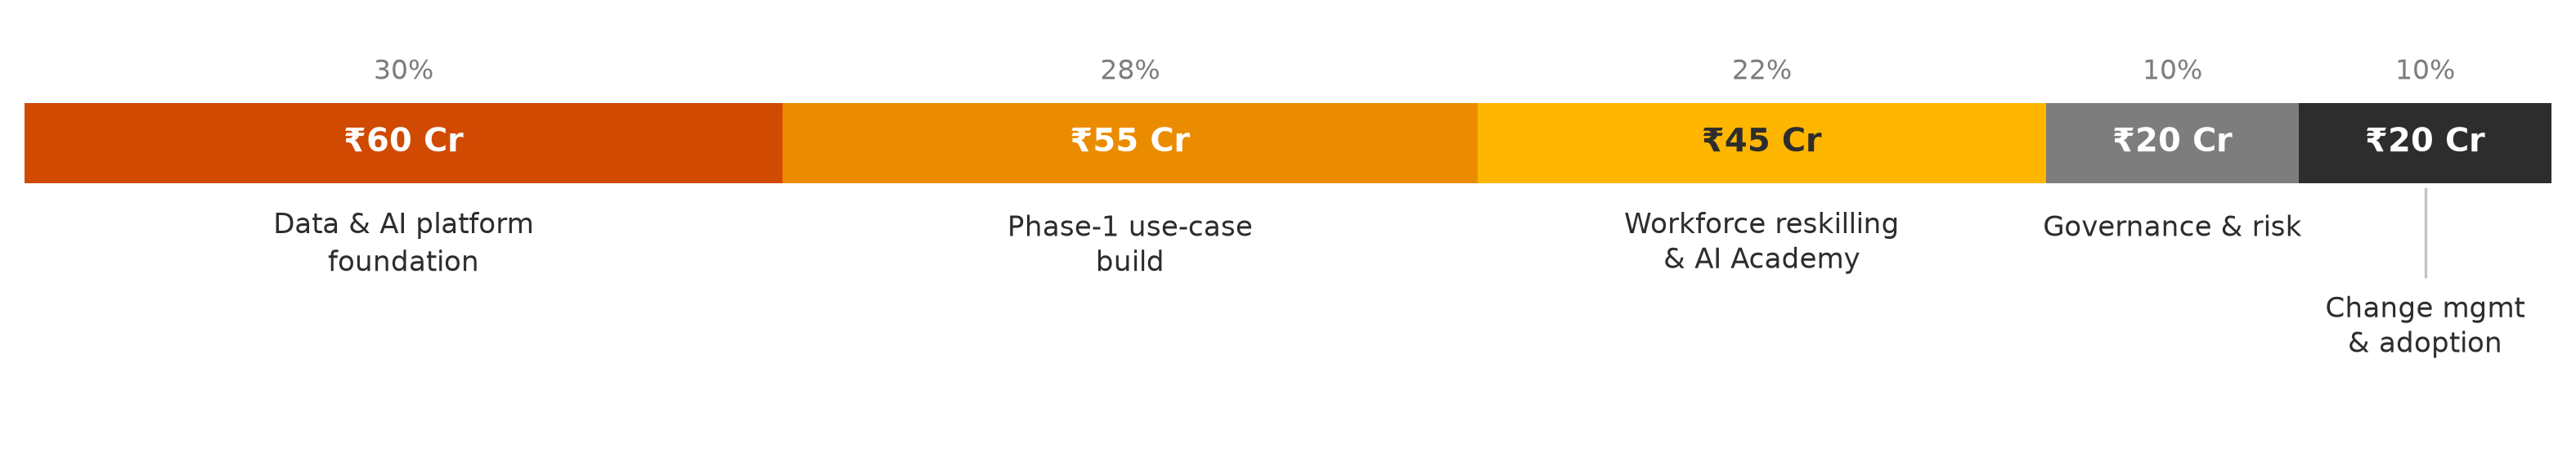 30%
28%
22%
10%
10%
₹60 Cr
₹55 Cr
₹45 Cr
₹20 Cr
₹20 Cr
Data & AI platform
foundation
Phase-1 use-case
build
Workforce reskilling
& AI Academy
Governance & risk
Change mgmt
& adoption